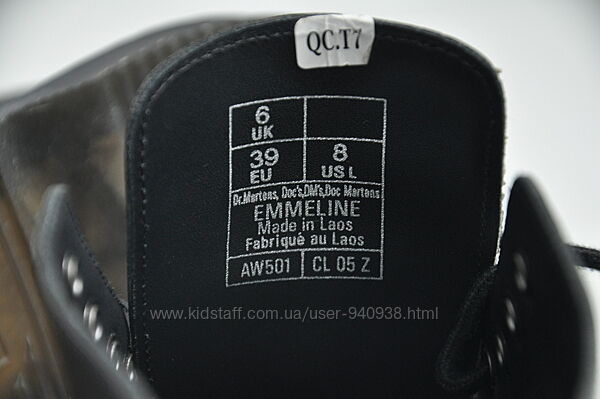 QC.T7
6
UK
39 8
EU US L
Dr.Martens, Doc's,DM's,Doc Martens
EMMELINE
Made in Laos
Fabriqué au Laos
AW501 CL 05 Z
www.kidstaff.com.ua/user-940938.html